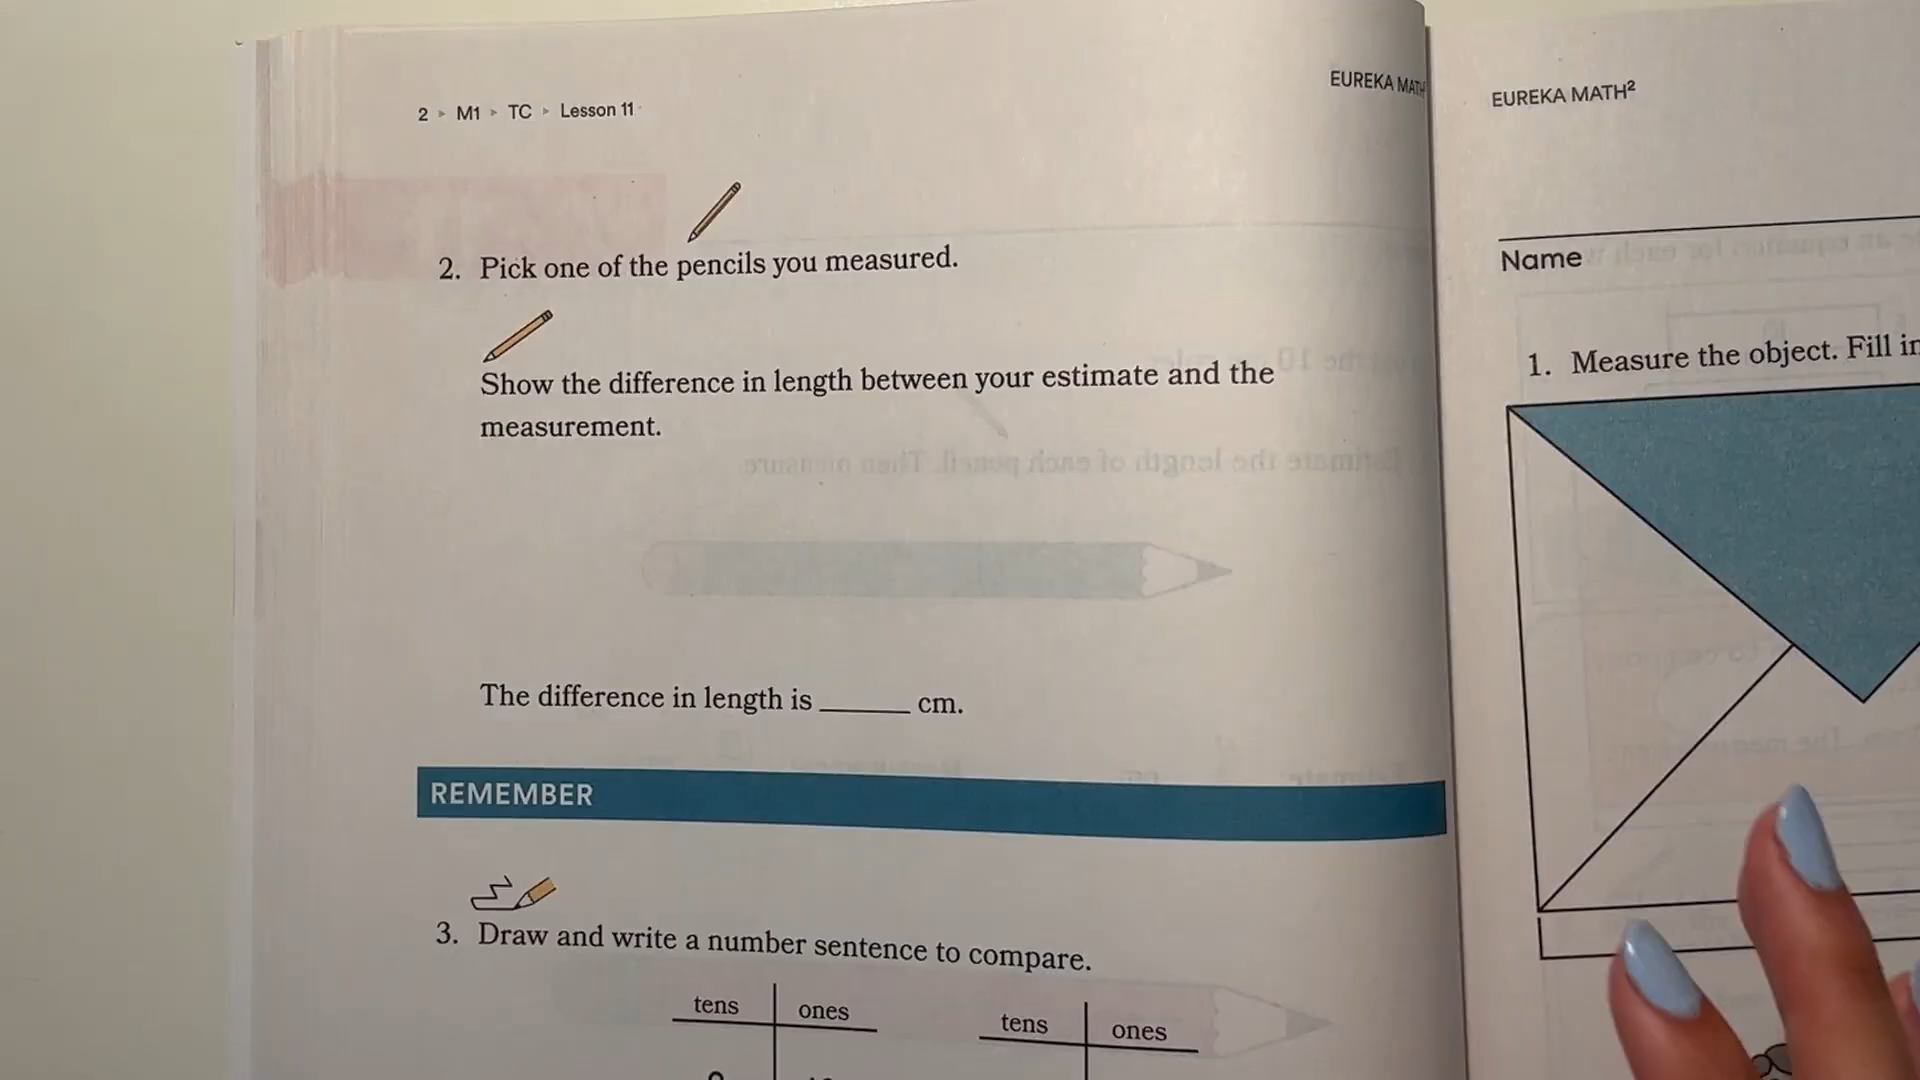 2 ▸ M1 ▸ TC ▸ Lesson 11
EUREKA MATH
2. Pick one of the pencils you measured.
Show the difference in length between your estimate and the
measurement.
The difference in length is ______ cm.
REMEMBER
3. Draw and write a number sentence to compare.
tens ones
tens ones
EUREKA MATH²
Name
1. Measure the object. Fill in